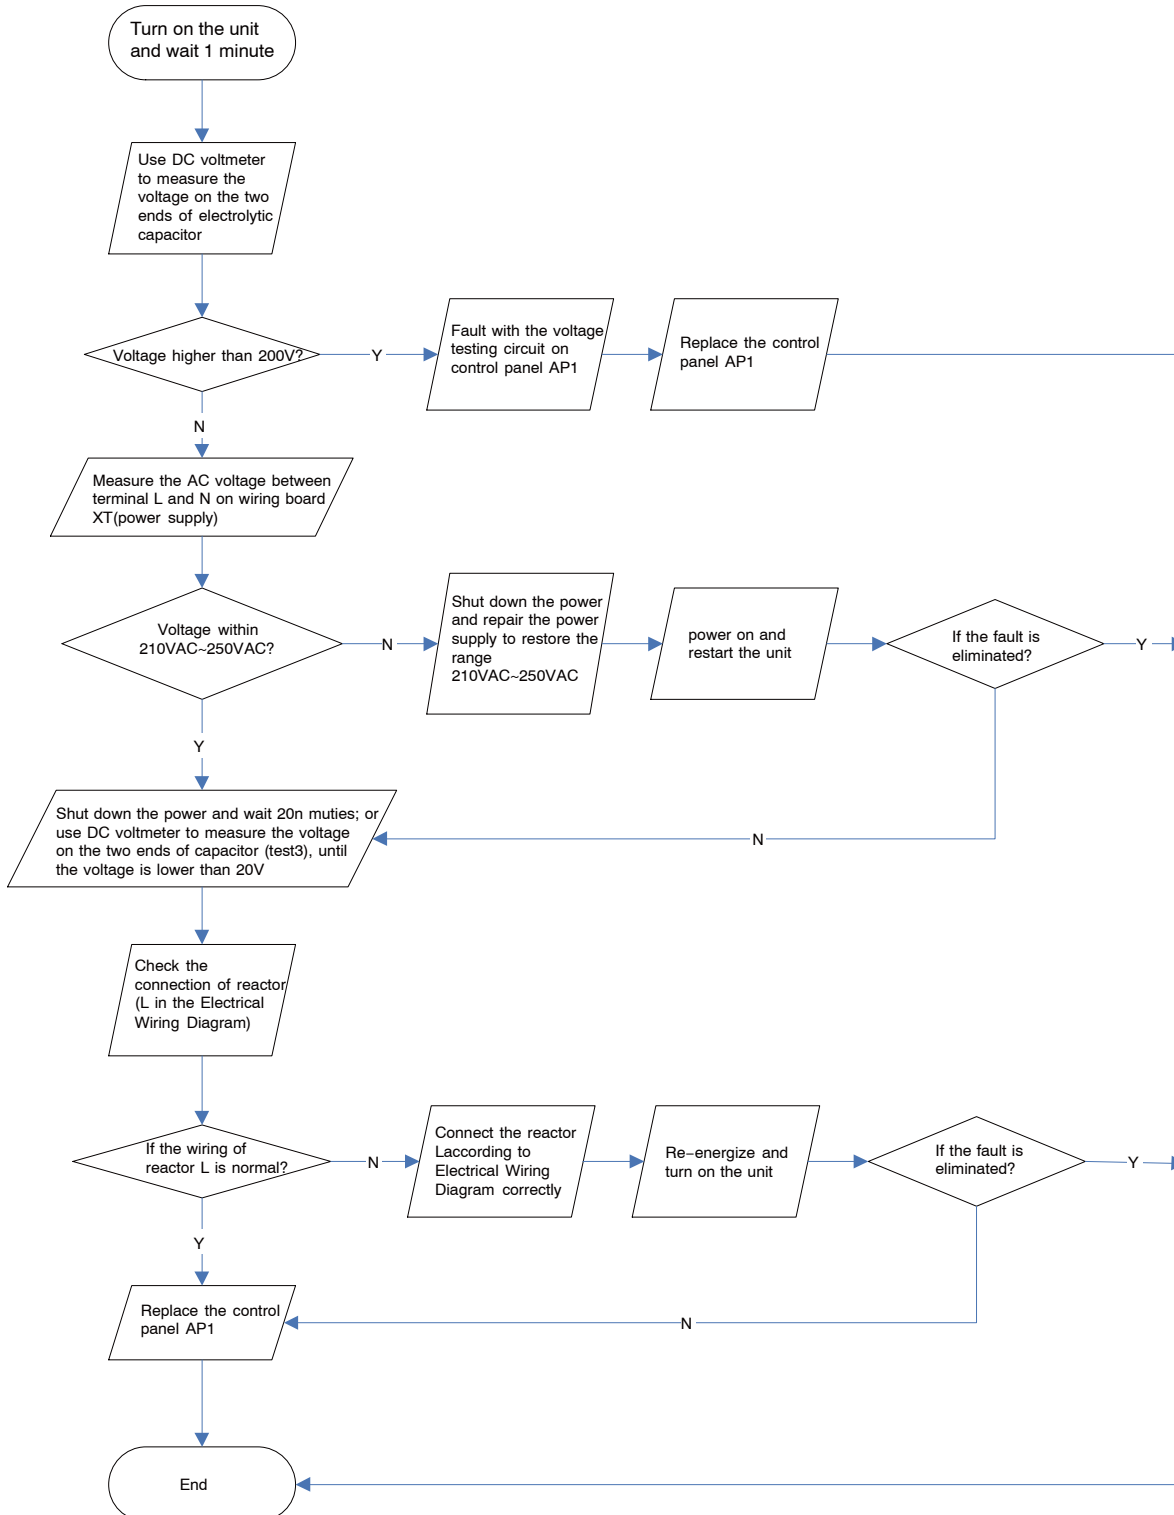 Turn on the unit
and wait 1 minute
Use DC voltmeter
to measure the
voltage on the two
ends of electrolytic
capacitor
Voltage higher than 200V?
Y
Fault with the voltage
testing circuit on
control panel AP1
Replace the control
panel AP1
N
Measure the AC voltage between
terminal L and N on wiring board
XT(power supply)
Voltage within
210VAC~250VAC?
N
Shut down the power
and repair the power
supply to restore the
range
210VAC~250VAC
power on and
restart the unit
If the fault is
eliminated?
Y
Y
N
Shut down the power and wait 20n muties; or
use DC voltmeter to measure the voltage
on the two ends of capacitor (test3), until
the voltage is lower than 20V
Check the
connection of reactor
(L in the Electrical
Wiring Diagram)
If the wiring of
reactor L is normal?
N
Connect the reactor
Laccording to
Electrical Wiring
Diagram correctly
Re-energize and
turn on the unit
If the fault is
eliminated?
Y
Y
N
Replace the control
panel AP1
End